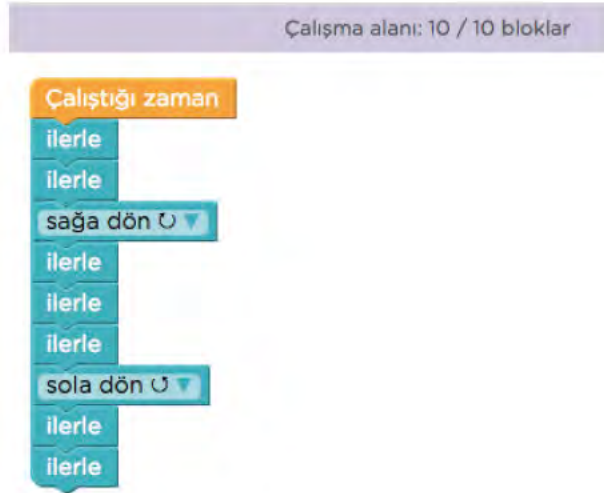 Çalışma alanı: 10 / 10 bloklar
Çalıştığı zaman
ilerle
ilerle
sağa dön ↻ ▼
ilerle
ilerle
ilerle
sola dön ↺ ▼
ilerle
ilerle